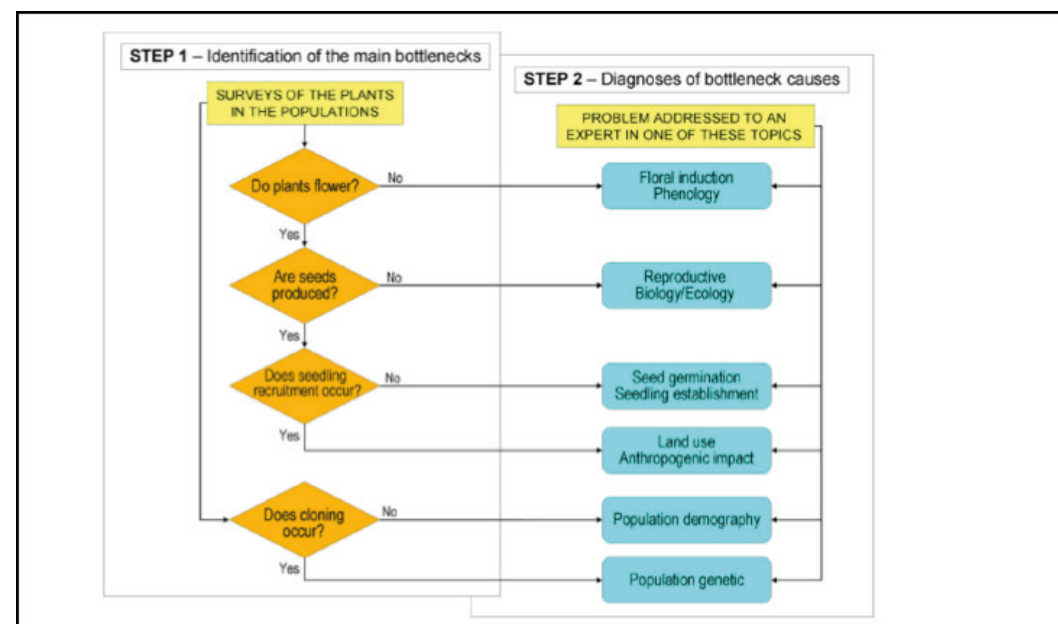 STEP 1 – Identification of the main bottlenecks
SURVEYS OF THE PLANTS
IN THE POPULATIONS
Do plants flower?
No
Yes
Are seeds
produced?
No
Yes
Does seedling
recruitment occur?
No
Yes
Does cloning
occur?
No
Yes
STEP 2 – Diagnoses of bottleneck causes
PROBLEM ADDRESSED TO AN
EXPERT IN ONE OF THESE TOPICS
Floral induction
Phenology
Reproductive
Biology/Ecology
Seed germination
Seedling establishment
Land use
Anthropogenic impact
Population demography
Population genetic